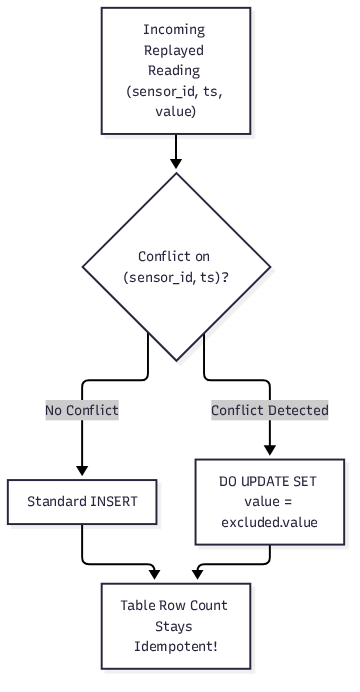 Incoming
Replayed
Reading
(sensor_id, ts,
value)
Conflict on
(sensor_id, ts)?
No Conflict
Conflict Detected
Standard INSERT
DO UPDATE SET
value =
excluded.value
Table Row Count
Stays
Idempotent!